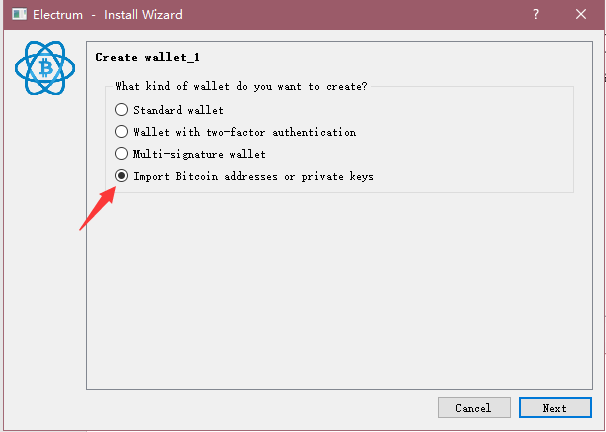 Electrum - Install Wizard
Create wallet_1
What kind of wallet do you want to create?
Standard wallet
Wallet with two-factor authentication
Multi-signature wallet
Import Bitcoin addresses or private keys
Cancel
Next